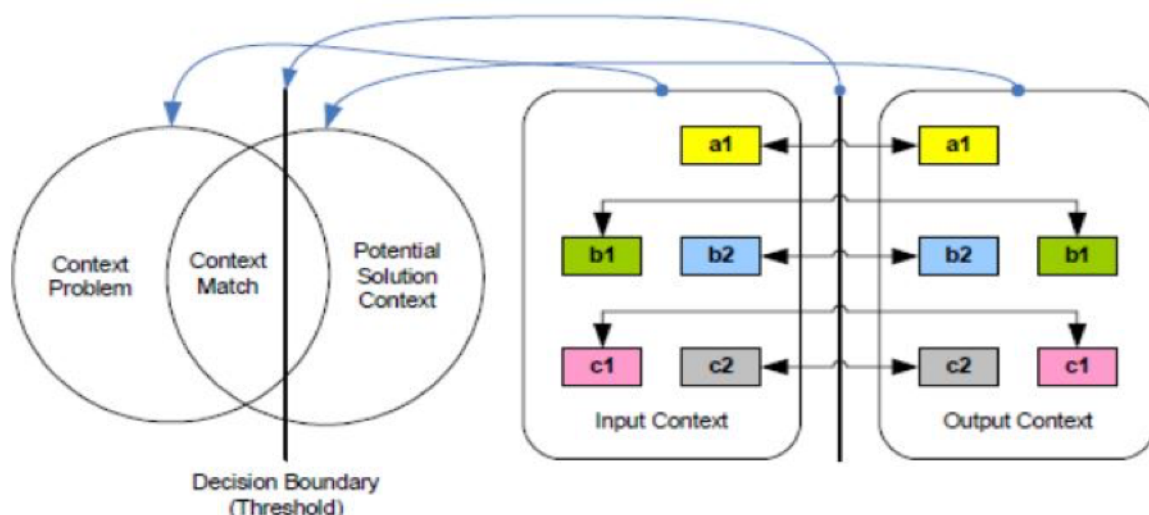 a1
a1
b1
b2
b2
b1
c1
c2
c2
c1
Context
Problem
Context
Match
Potential
Solution
Context
Input Context
Output Context
Decision Boundary
(Threshold)